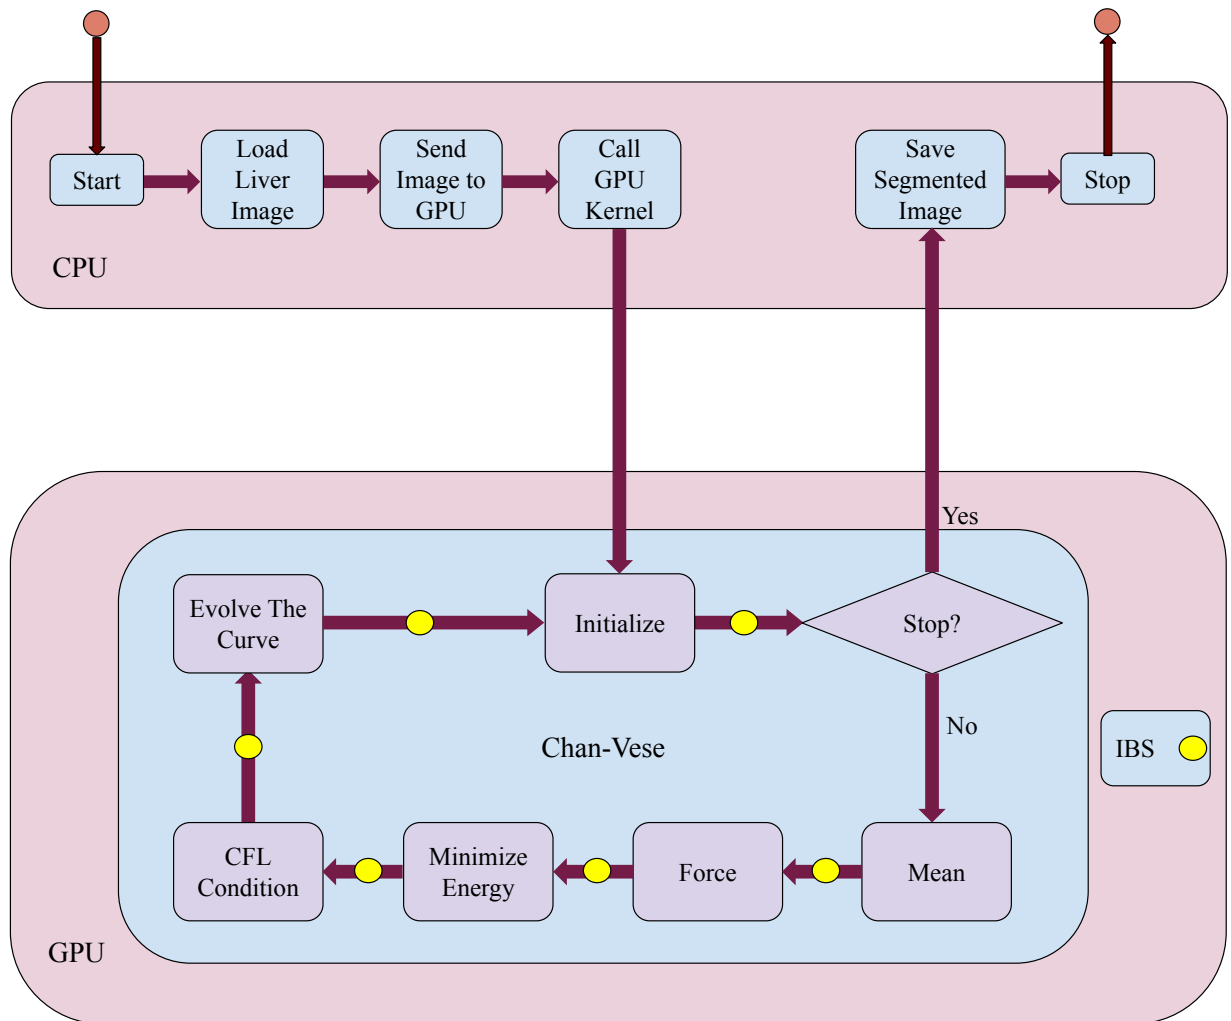 Start
Load
Liver
Image
Send
Image to
GPU
Call
GPU
Kernel
Save
Segmented
Image
Stop
CPU
Yes
Evolve The
Curve
Initialize
Stop?
No
Chan-Vese
IBS
CFL
Condition
Minimize
Energy
Force
Mean
GPU